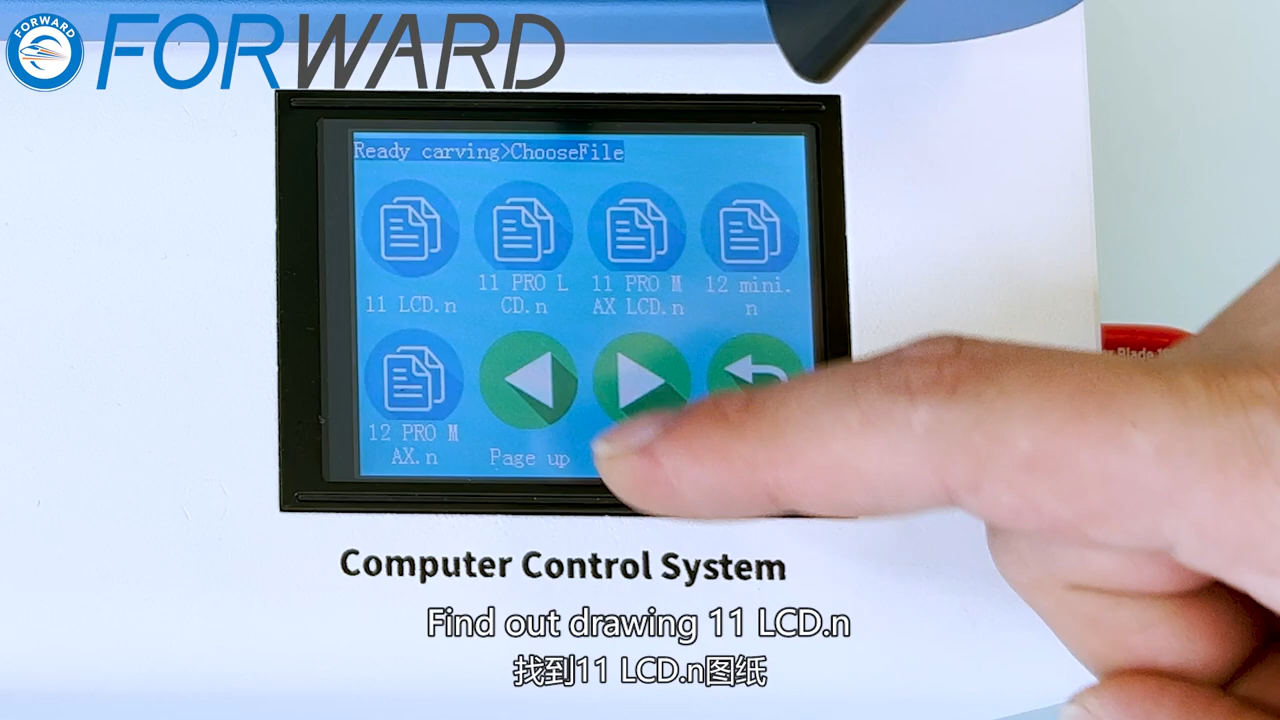 FORWARD
FORWARD
Ready carving>ChooseFile
11 LCD.n
11 PRO L
CD.n
11 PRO M
AX LCD.n
12 mini.
n
12 PRO M
AX.n
Page up
Blade
Computer Control System
Find out drawing 11 LCD.n
找到11 LCD.n图纸